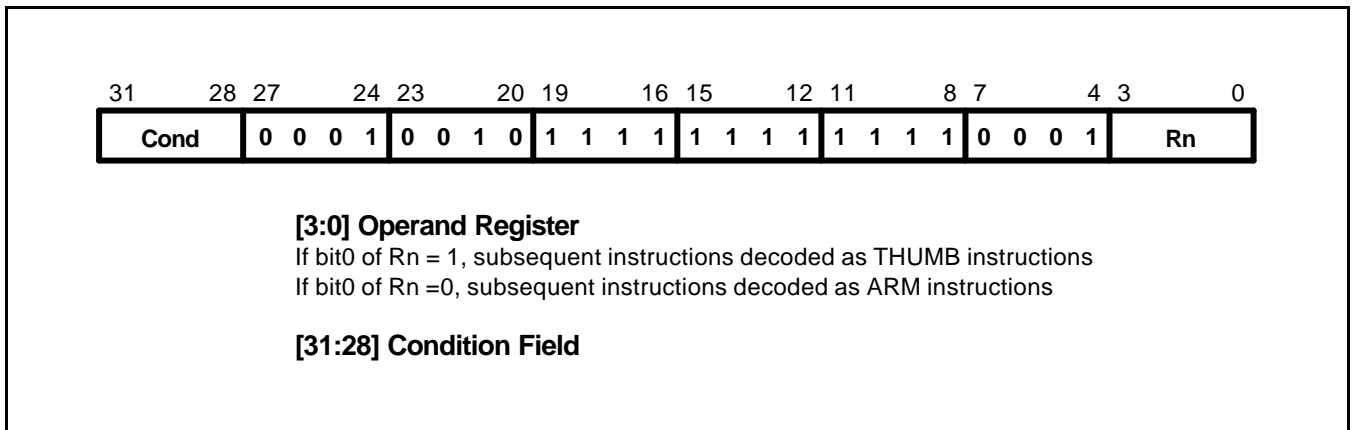 31 28 27 24 23 20 19 16 15 12 11 8 7 4 3 0
Cond 0 0 0 1 0 0 1 0 1 1 1 1 1 1 1 1 1 1 1 1 0 0 0 1 Rn
[3:0] Operand Register
If bit0 of Rn = 1, subsequent instructions decoded as THUMB instructions
If bit0 of Rn =0, subsequent instructions decoded as ARM instructions
[31:28] Condition Field